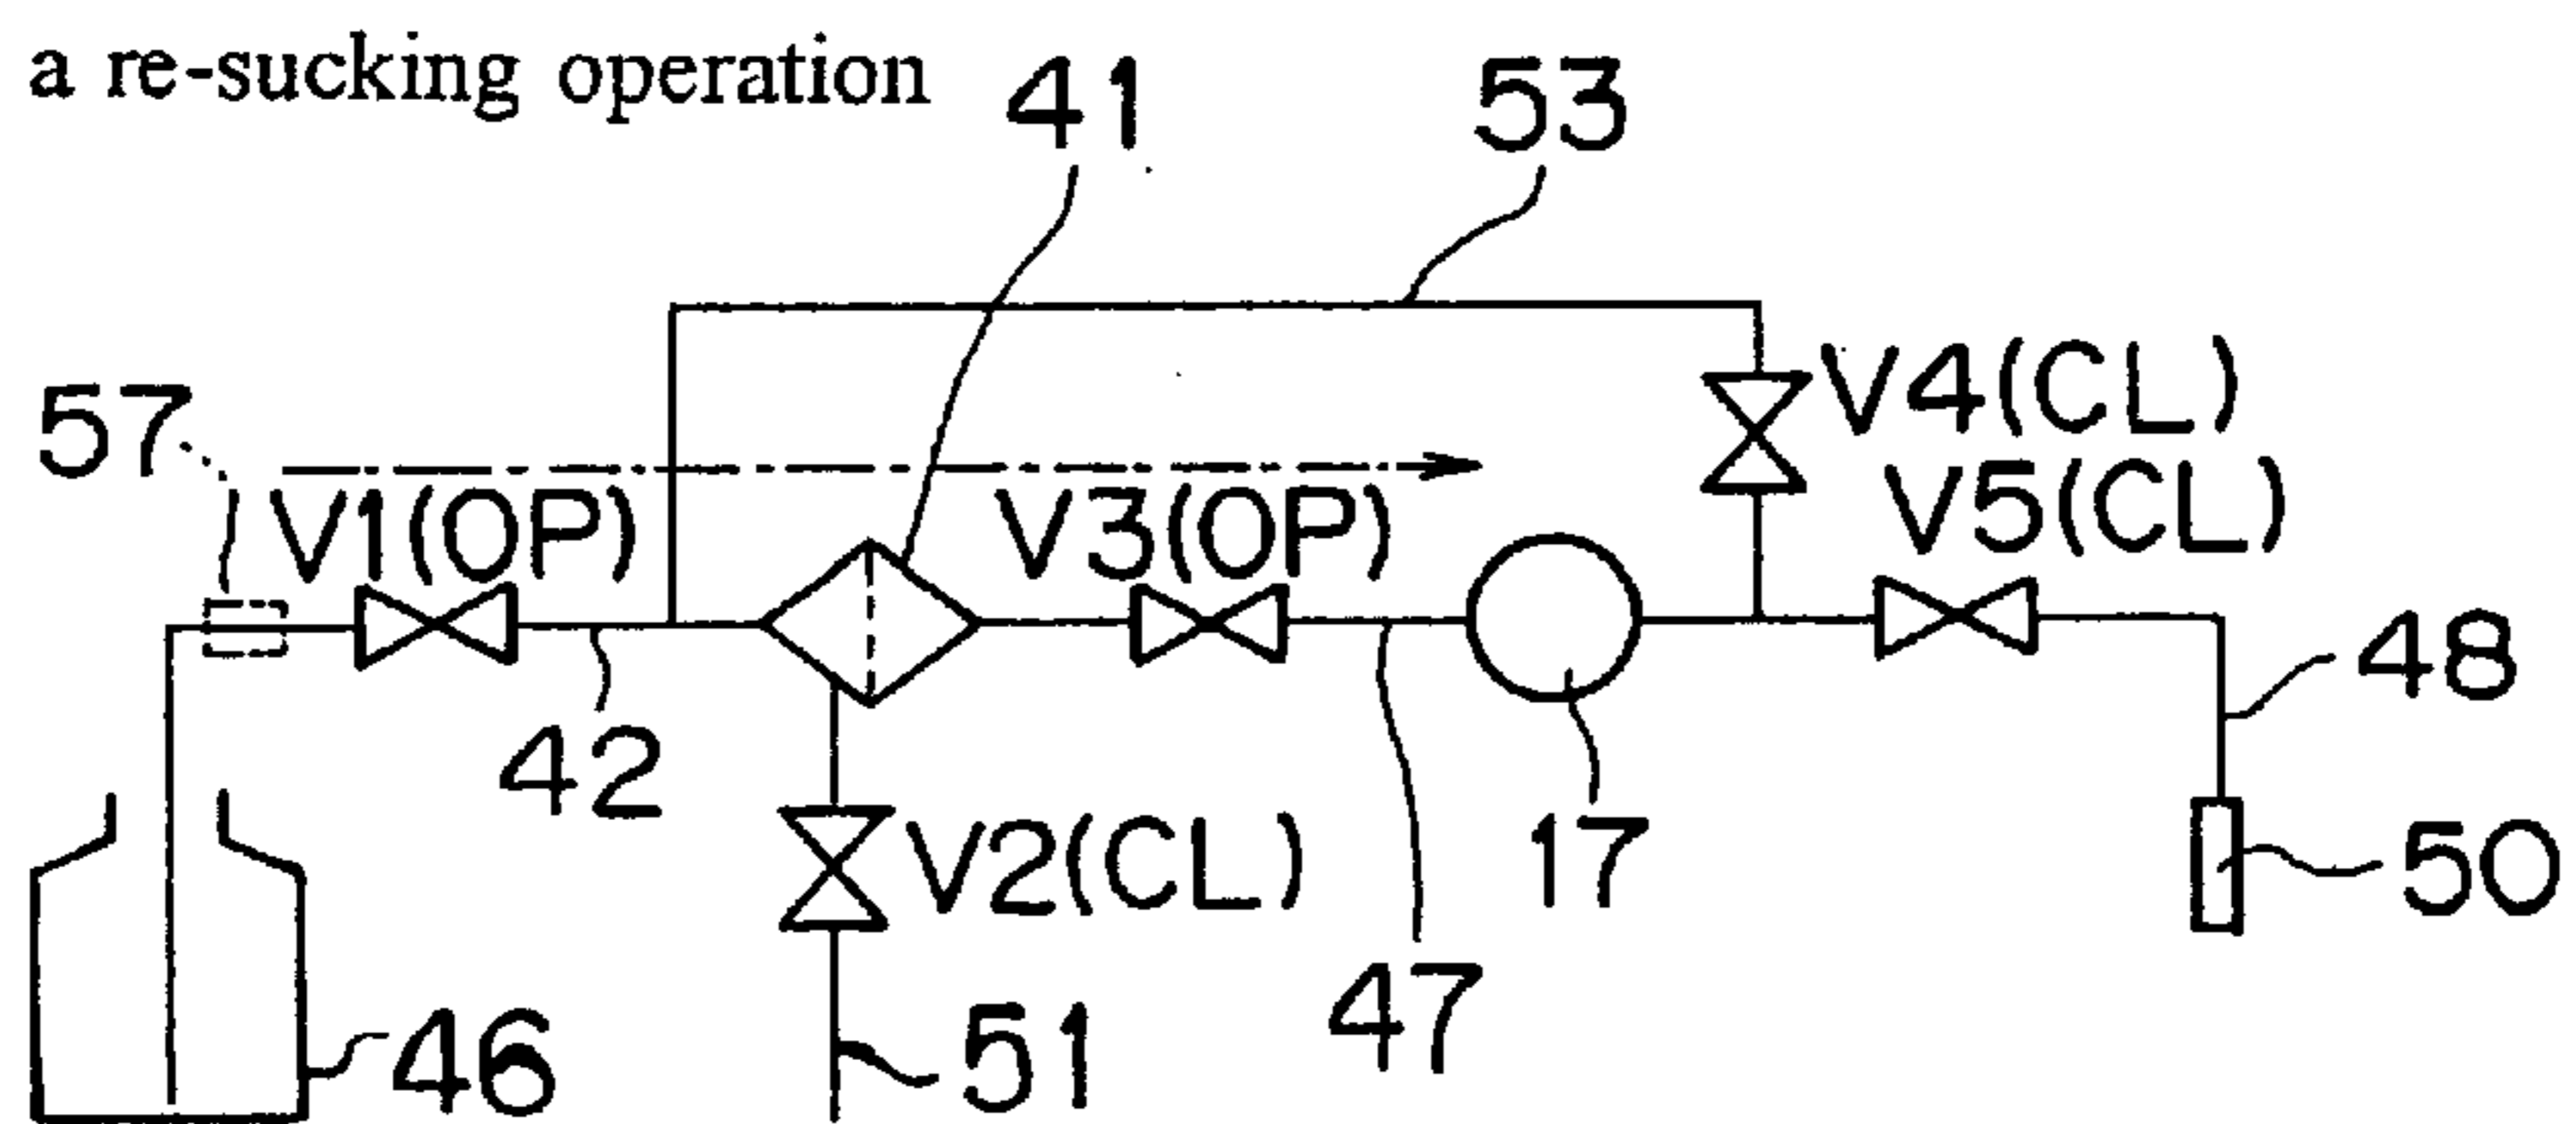 a re-sucking operation
41
53
57
V1(OP)
V3(OP)
V4(CL)
V5(CL)
42
V2(CL)
17
48
50
47
46
51